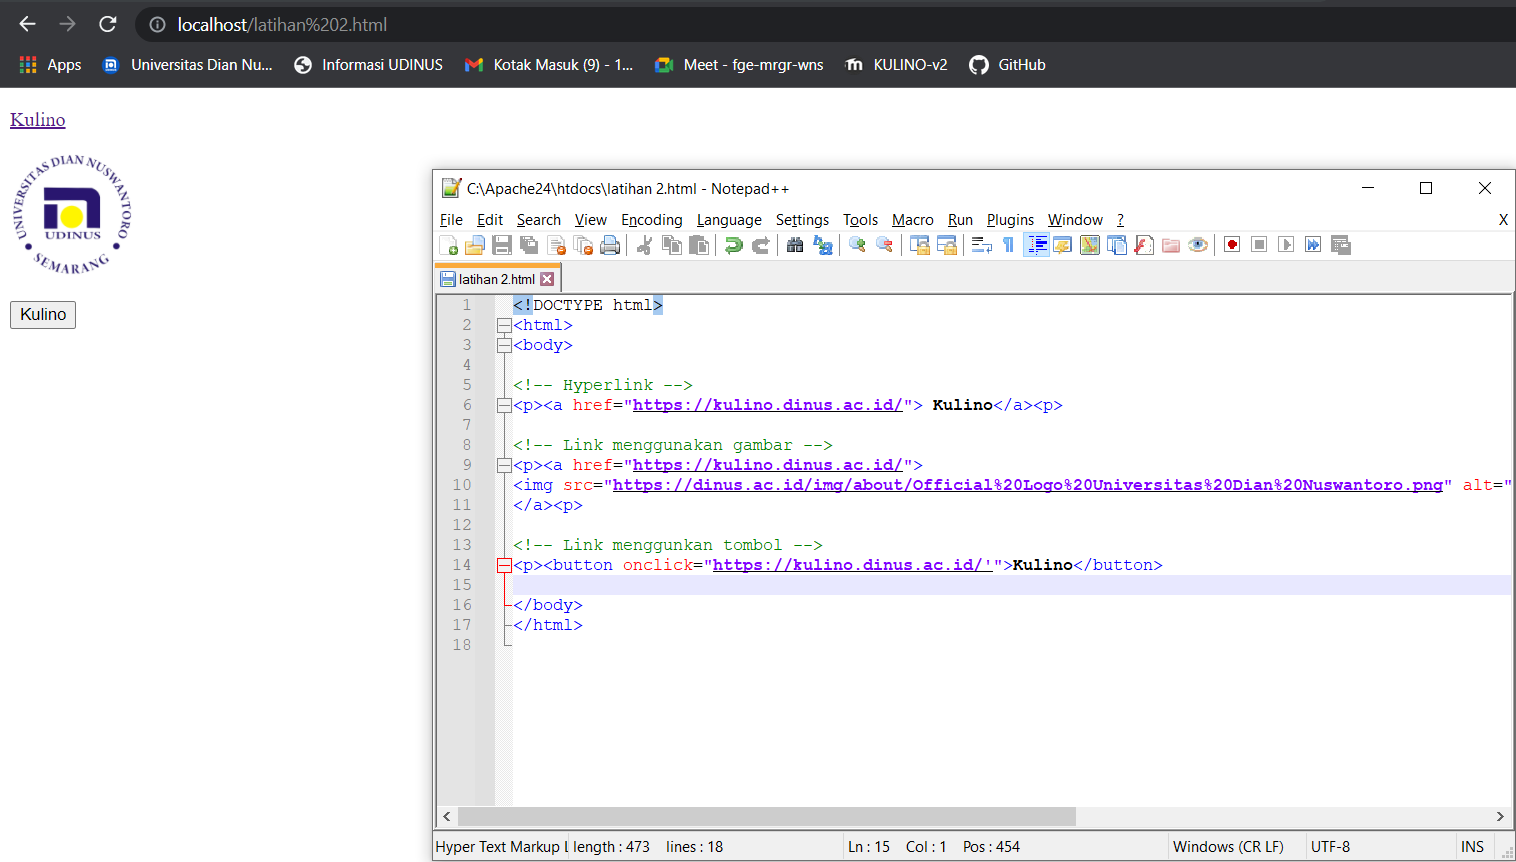 localhost/latihan%202.html
Apps Universitas Dian Nu... Informasi UDINUS Kotak Masuk (9) - 1... Meet - fge-mrgr-wns KULINO-v2 GitHub
Kulino
UNIVERSITAS DIAN NUSWANTORO
UDINUS
SEMARANG
Kulino
C:\Apache24\htdocs\latihan 2.html - Notepad++
File Edit Search View Encoding Language Settings Tools Macro Run Plugins Window ? X
latihan 2.html
1 <!DOCTYPE html>
2 <html>
3 <body>
4
5 <!-- Hyperlink -->
6 <p><a href="https://kulino.dinus.ac.id/"> Kulino</a><p>
7
8 <!-- Link menggunakan gambar -->
9 <p><a href="https://kulino.dinus.ac.id/">
10 <img src="https://dinus.ac.id/img/about/Official%20Logo%20Universitas%20Dian%20Nuswantoro.png" alt="
11 </a><p>
12
13 <!-- Link menggunkan tombol -->
14 <p><button onclick="https://kulino.dinus.ac.id/'">Kulino</button>
15
16 </body>
17 </html>
18
Hyper Text Markup L length : 473 lines : 18 Ln : 15 Col : 1 Pos : 454 Windows (CR LF) UTF-8 INS